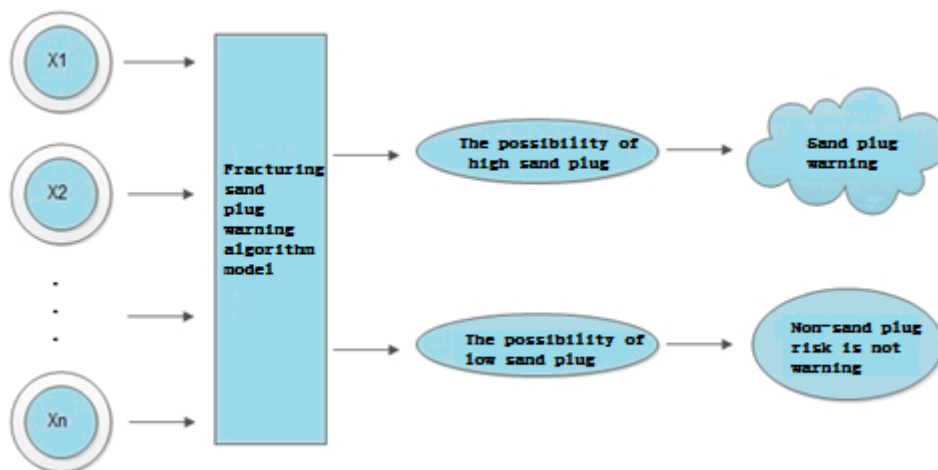 X1
X2
Xn
Fracturing
sand
plug
warning
algorithm
model
The possibility of
high sand plug
Sand plug
warning
The possibility of
low sand plug
Non-sand plug
risk is not
warning